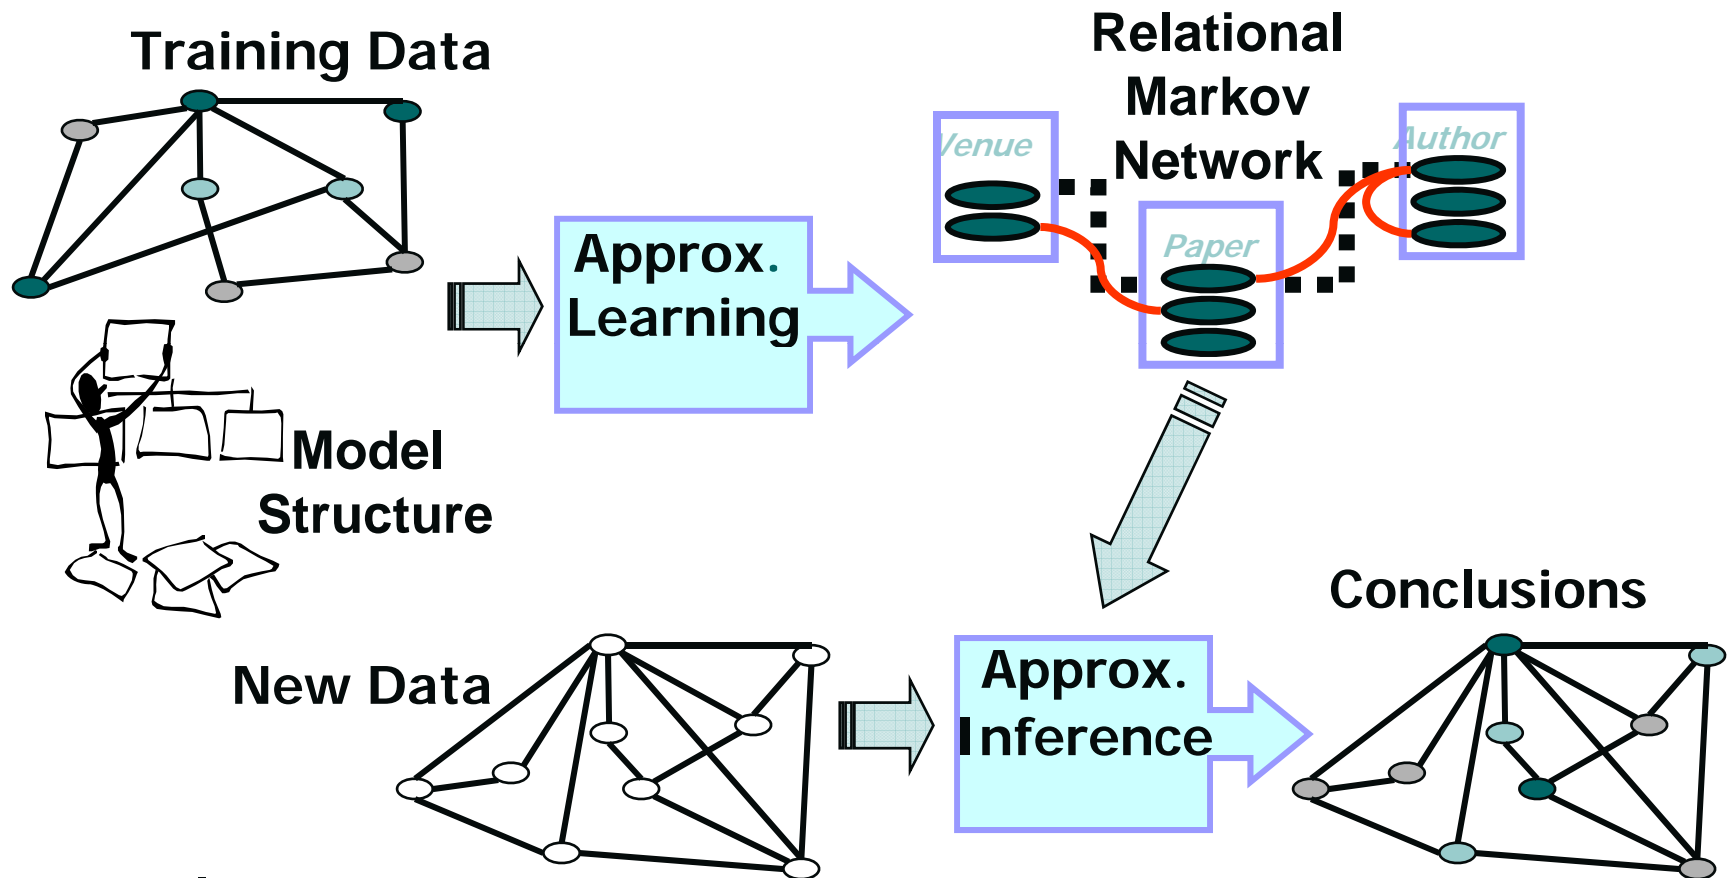 Training Data
Relational
Markov
Network
Venue
Author
Paper
Approx.
Learning
Model
Structure
Conclusions
New Data
Approx.
Inference